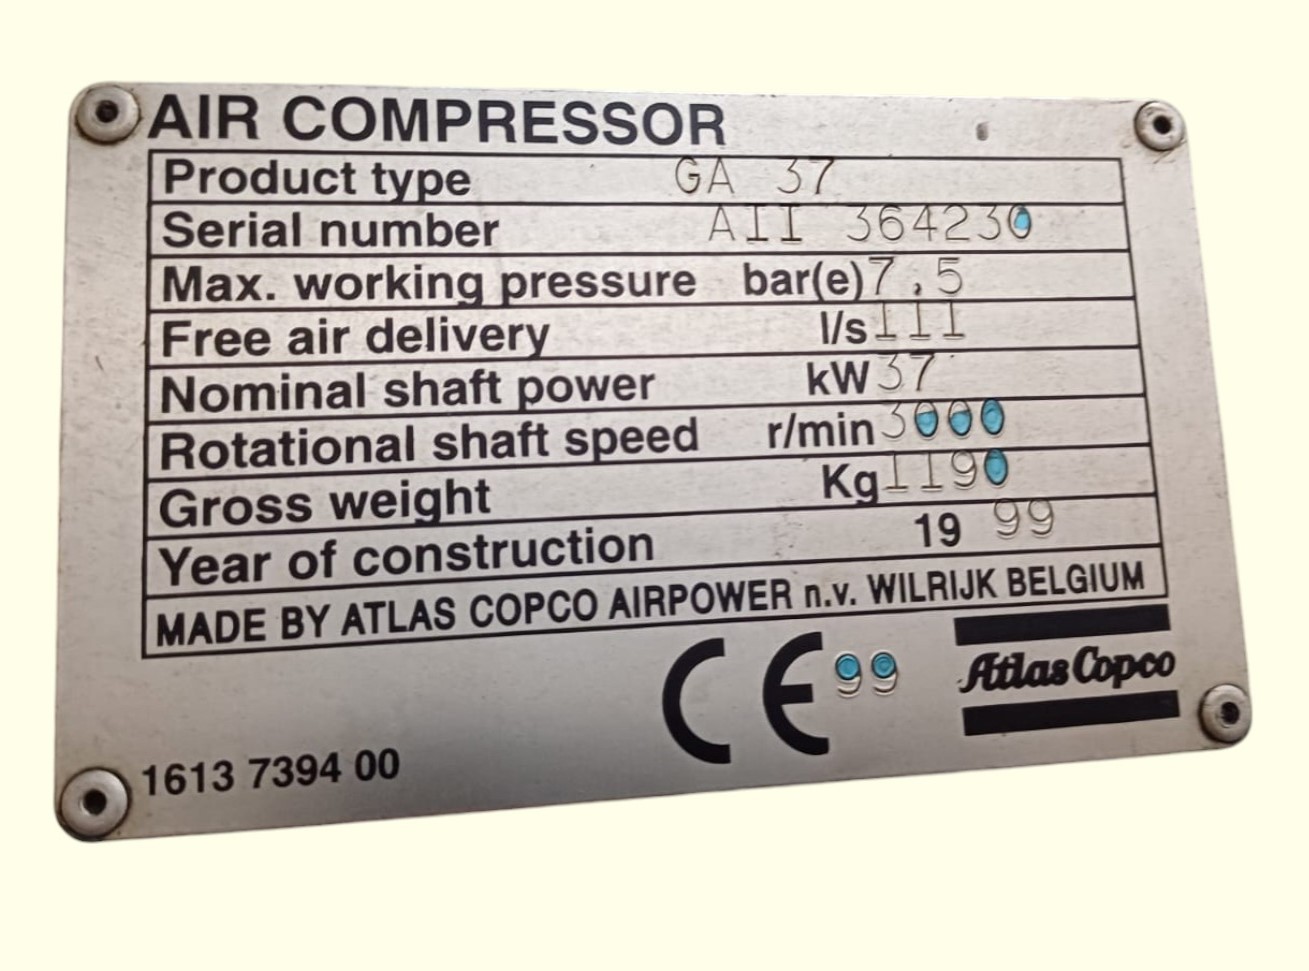 AIR COMPRESSOR
Product type GA 37
Serial number AII 364230
Max. working pressure bar(e) 7,5
Free air delivery l/s 111
Nominal shaft power kW 37
Rotational shaft speed r/min 3000
Gross weight Kg 1190
Year of construction 19 99
MADE BY ATLAS COPCO AIRPOWER n.v. WILRIJK BELGIUM
CE 99
Atlas Copco
1613 7394 00